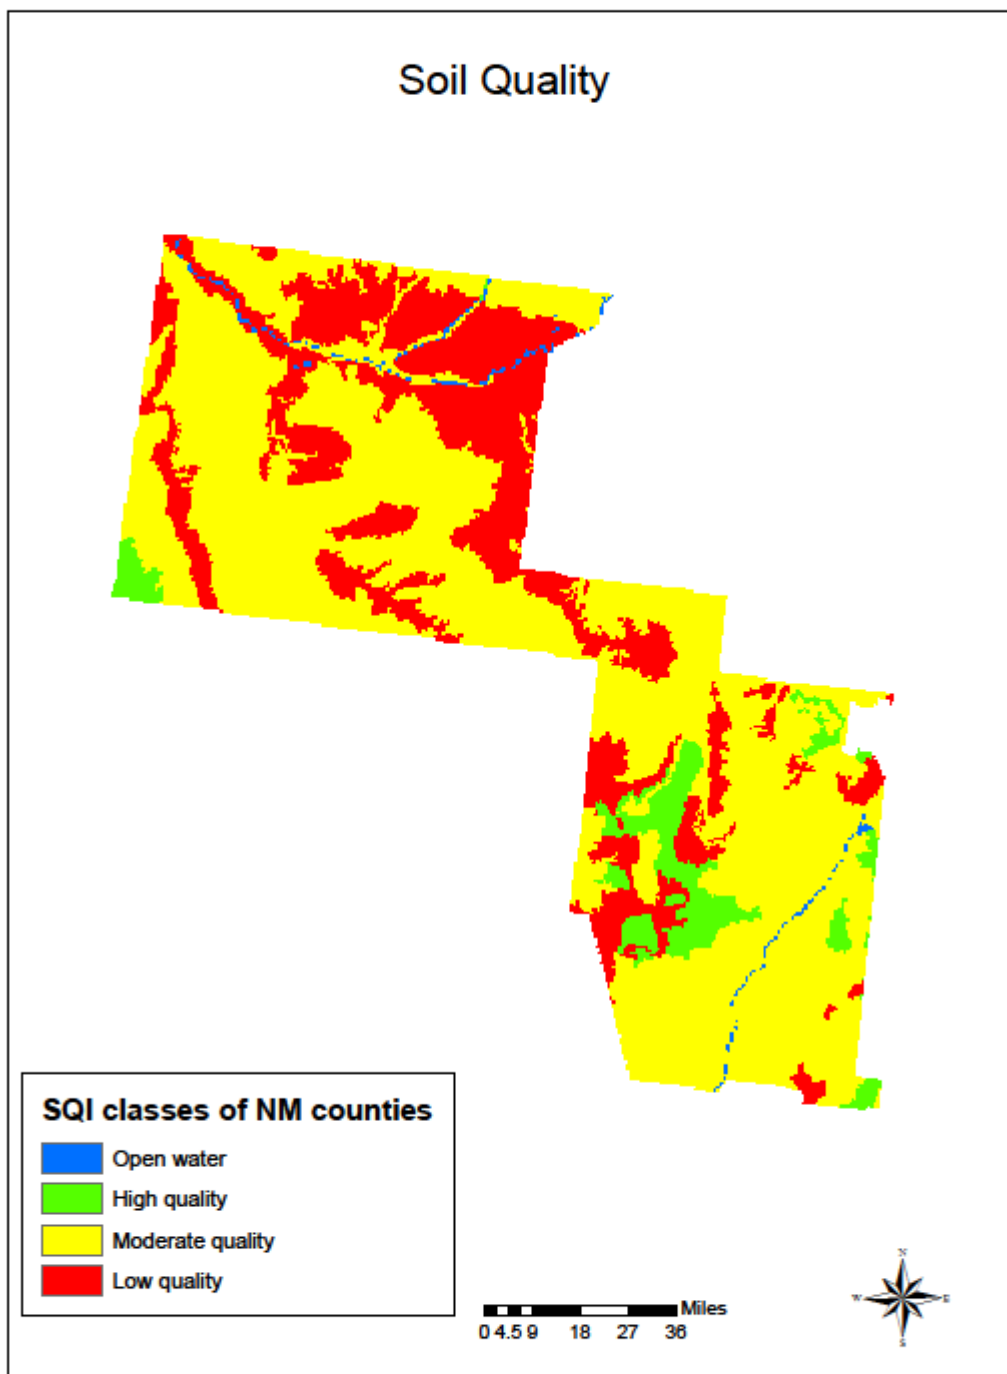 Soil Quality
SQI classes of NM counties
Open water
High quality
Moderate quality
Low quality
Miles
0 4.5 9 18 27 36
N
W E
S